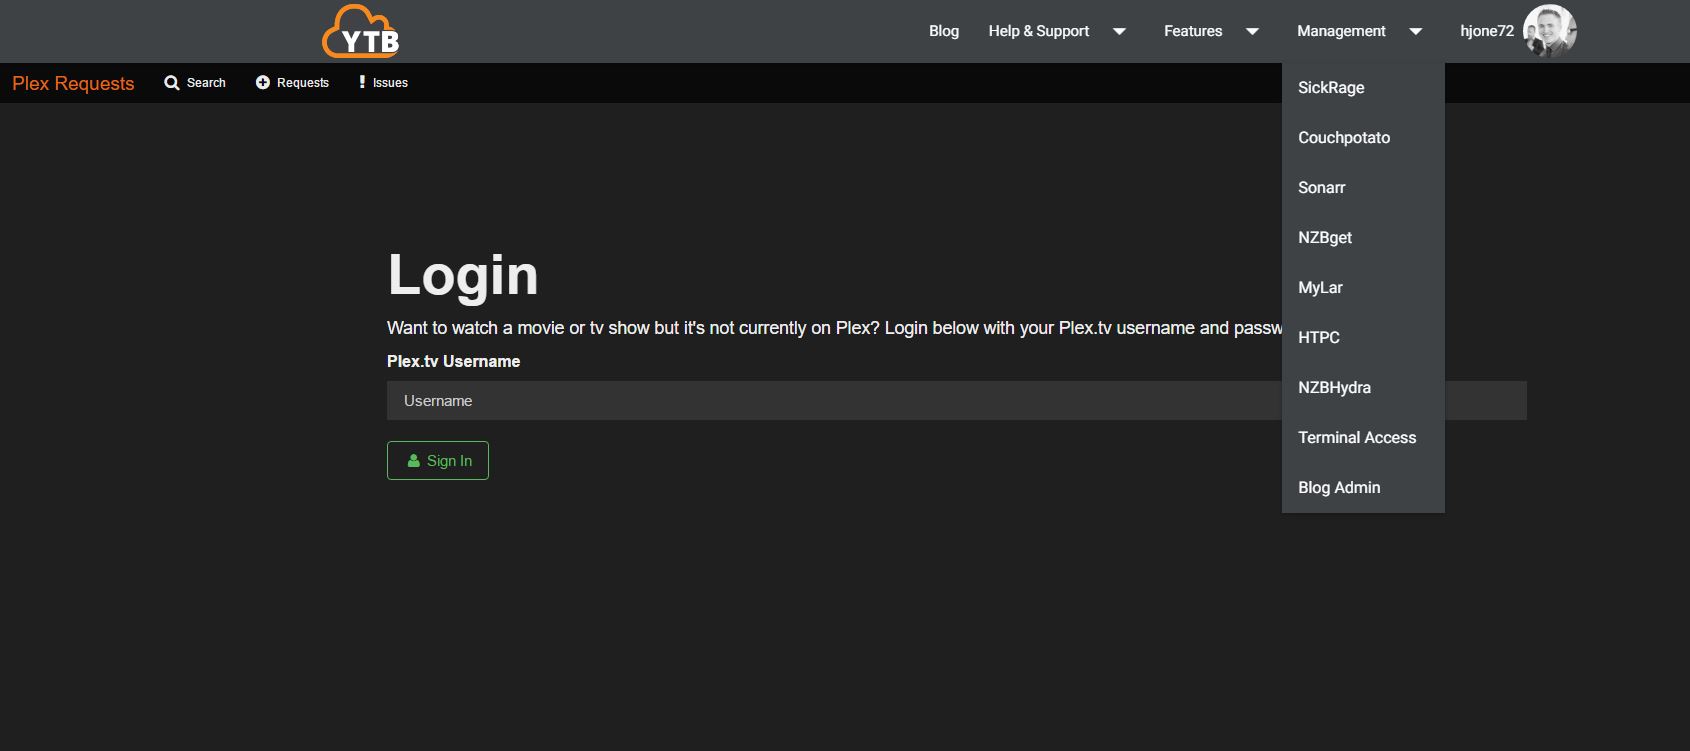 YTB
Blog Help & Support Features Management hjone72
Plex Requests Search Requests Issues
SickRage
Couchpotato
Sonarr
NZBget
MyLar
HTPC
NZBHydra
Terminal Access
Blog Admin
Login
Want to watch a movie or tv show but it's not currently on Plex? Login below with your Plex.tv username and passw
Plex.tv Username
Username
Sign In